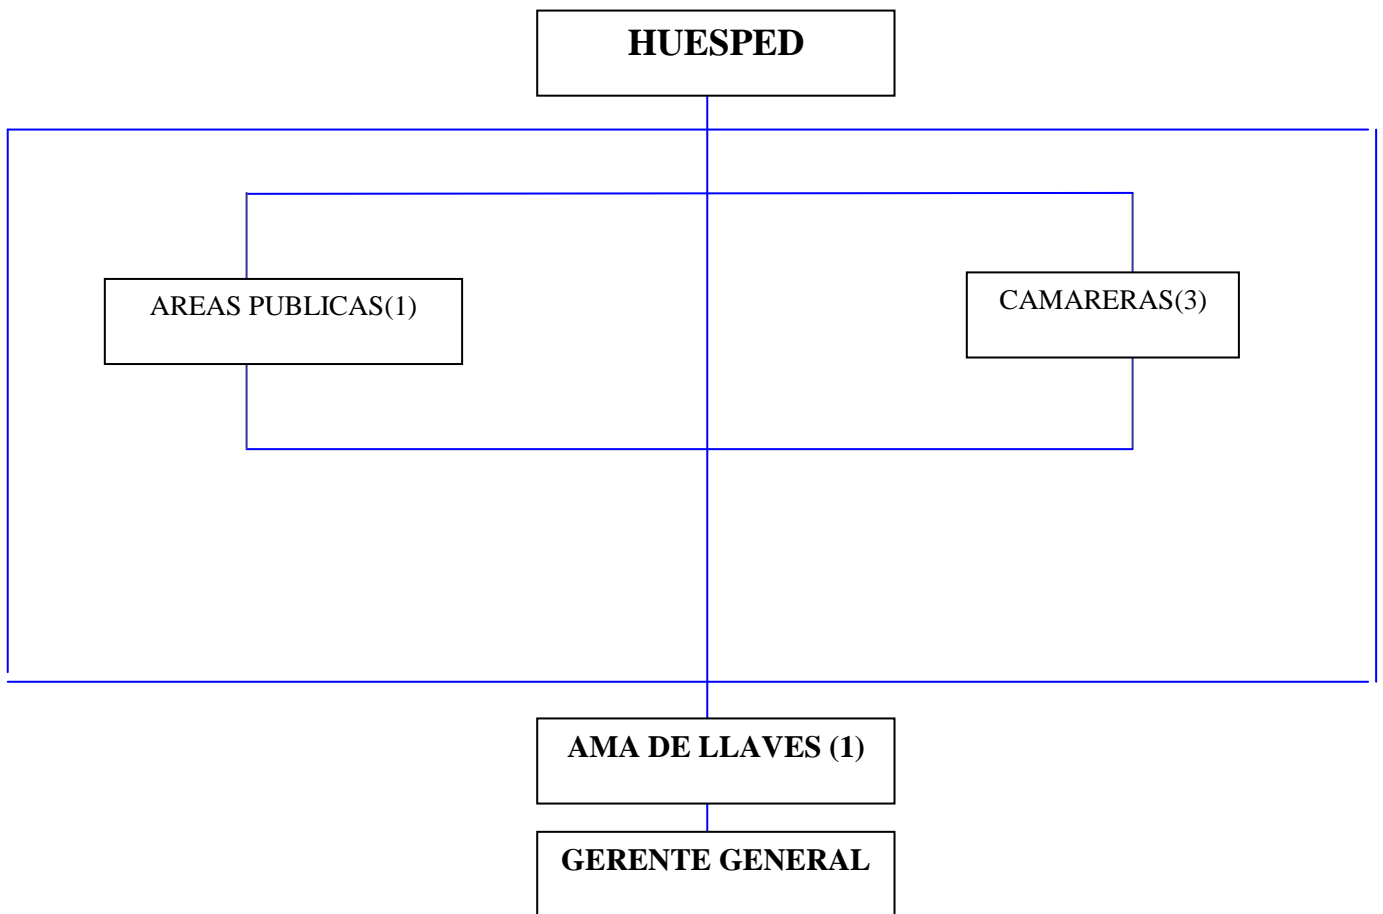 HUESPED
AREAS PUBLICAS(1)
CAMARERAS(3)
AMA DE LLAVES (1)
GERENTE GENERAL